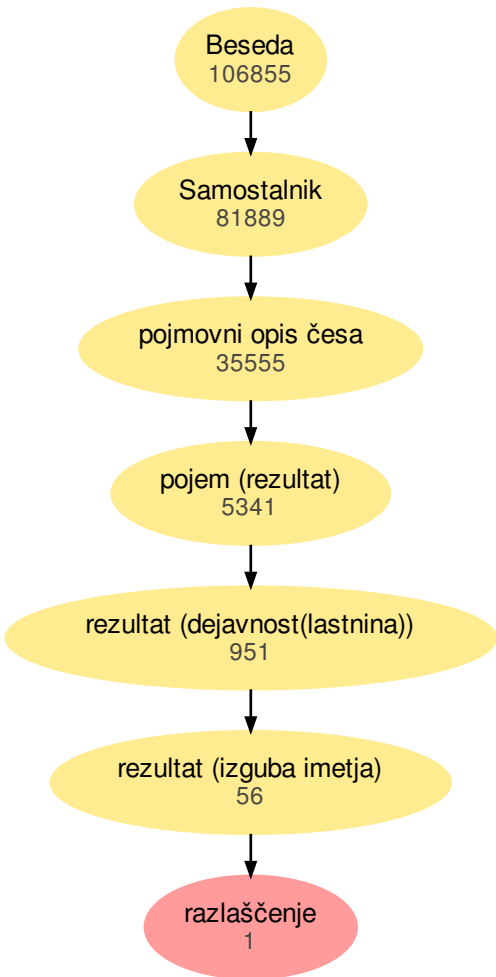 Beseda
106855
Samostalnik
81889
pojmovni opis česa
35555
pojem (rezultat)
5341
rezultat (dejavnost(lastnina))
951
rezultat (izguba imetja)
56
razlaščenje
1